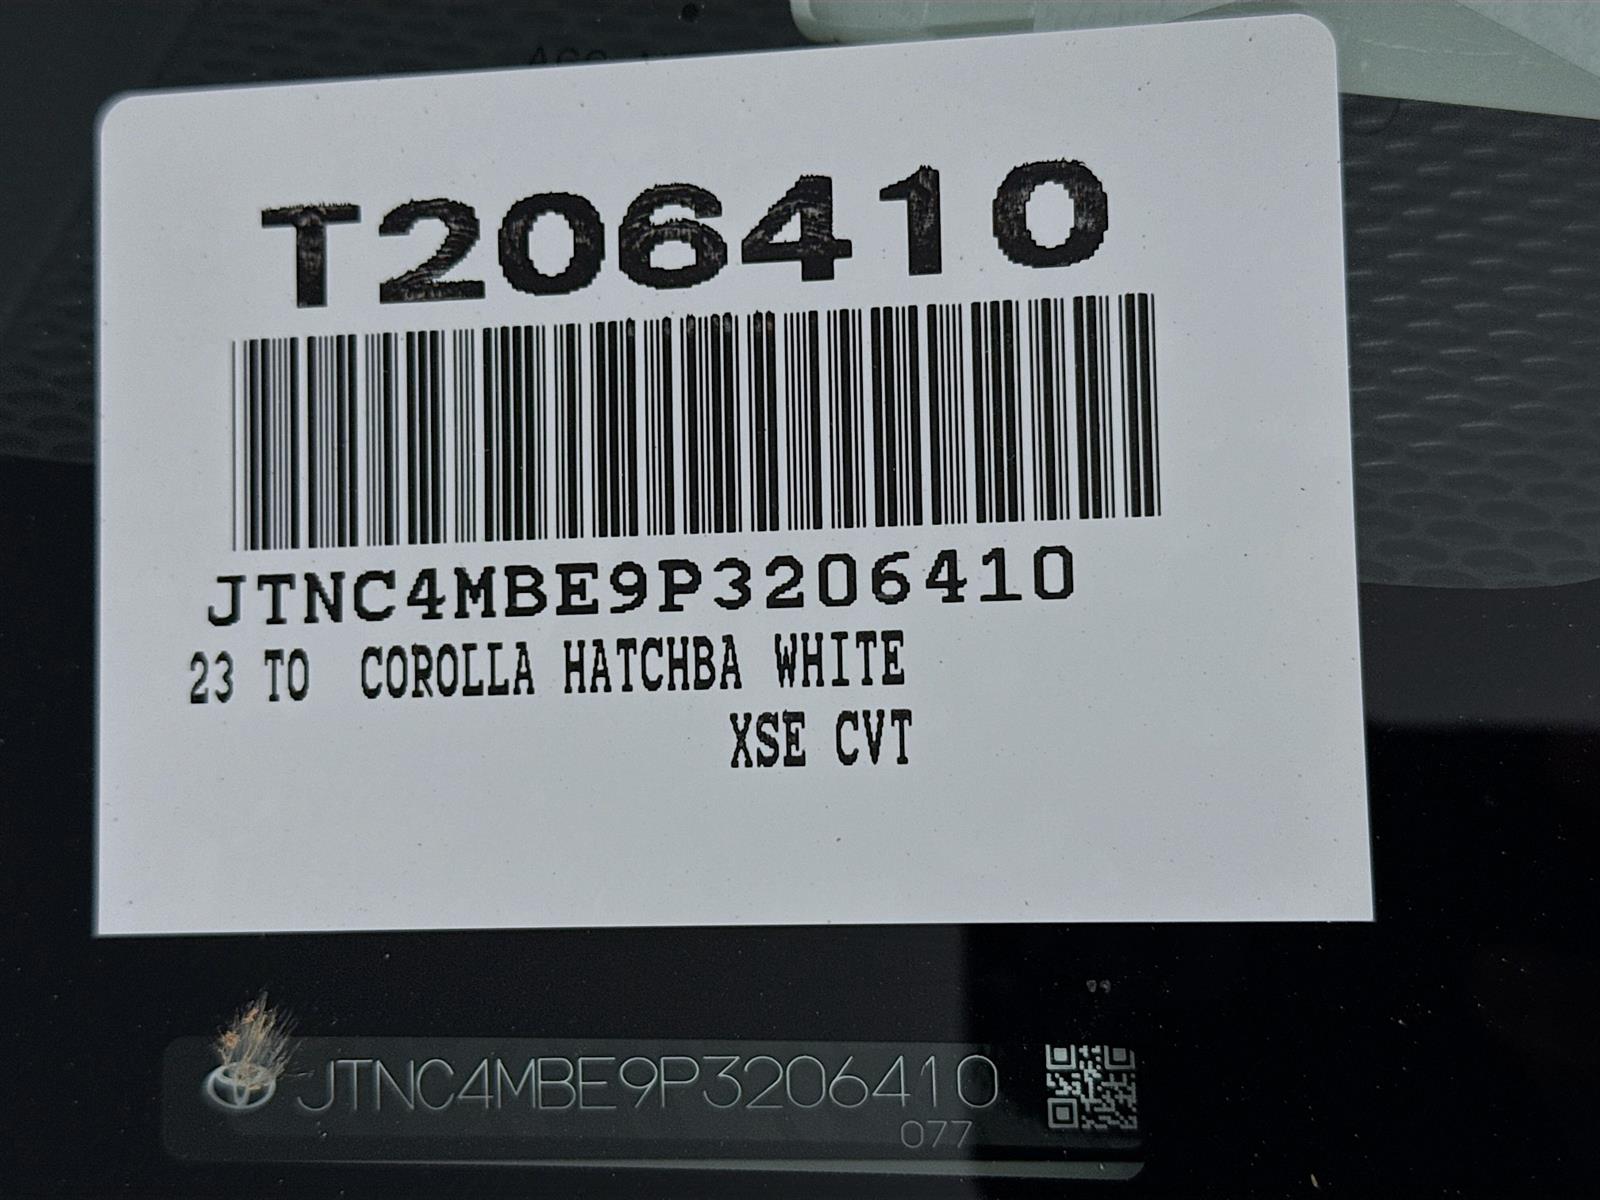 T206410
JTNC4MBE9P3206410
23 TO COROLLA HATCHBA WHITE
XSE CVT
JTNC4MBE9P3206410
077